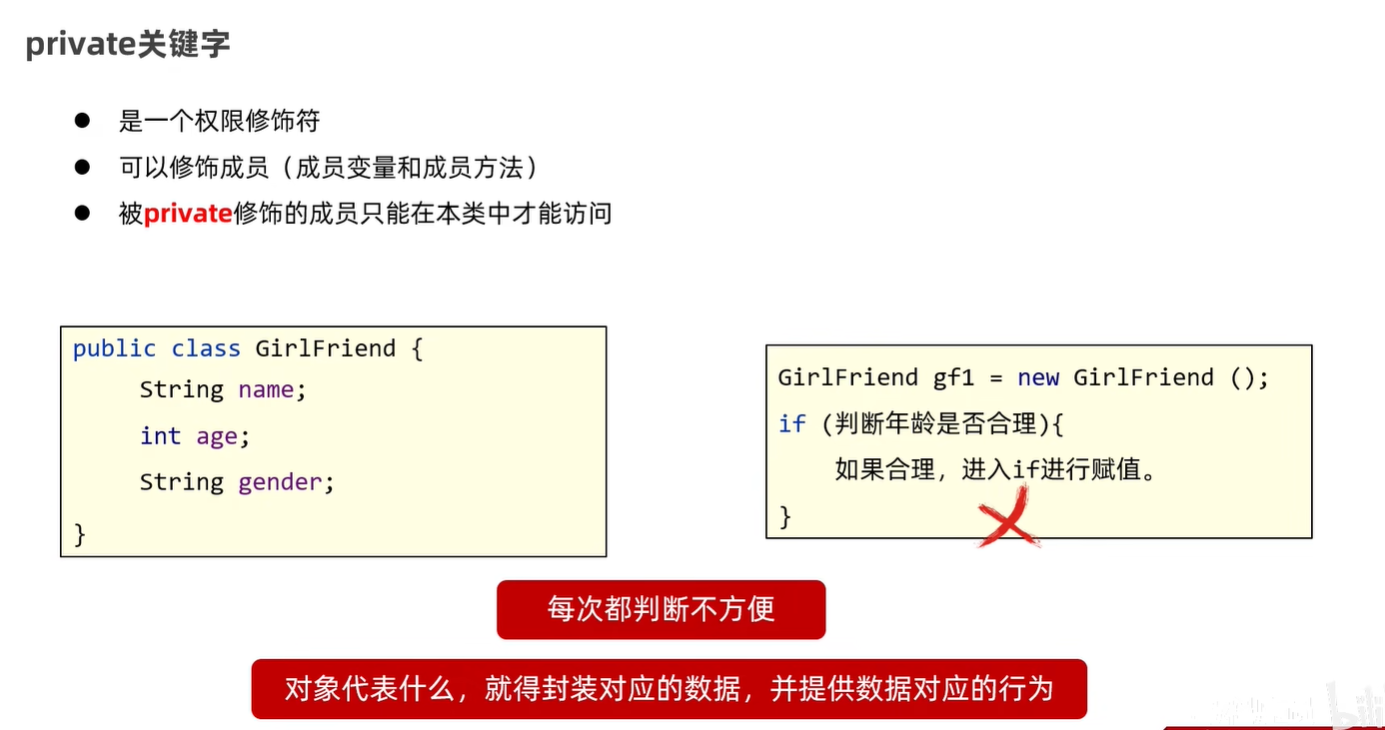 private关键字
是一个权限修饰符
可以修饰成员（成员变量和成员方法）
被private修饰的成员只能在本类中才能访问
public class GirlFriend {
String name;
int age;
String gender;
}
GirlFriend gf1 = new GirlFriend ();
if (判断年龄是否合理){
如果合理，进入if进行赋值。
}
每次都判断不方便
对象代表什么，就得封装对应的数据，并提供数据对应的行为